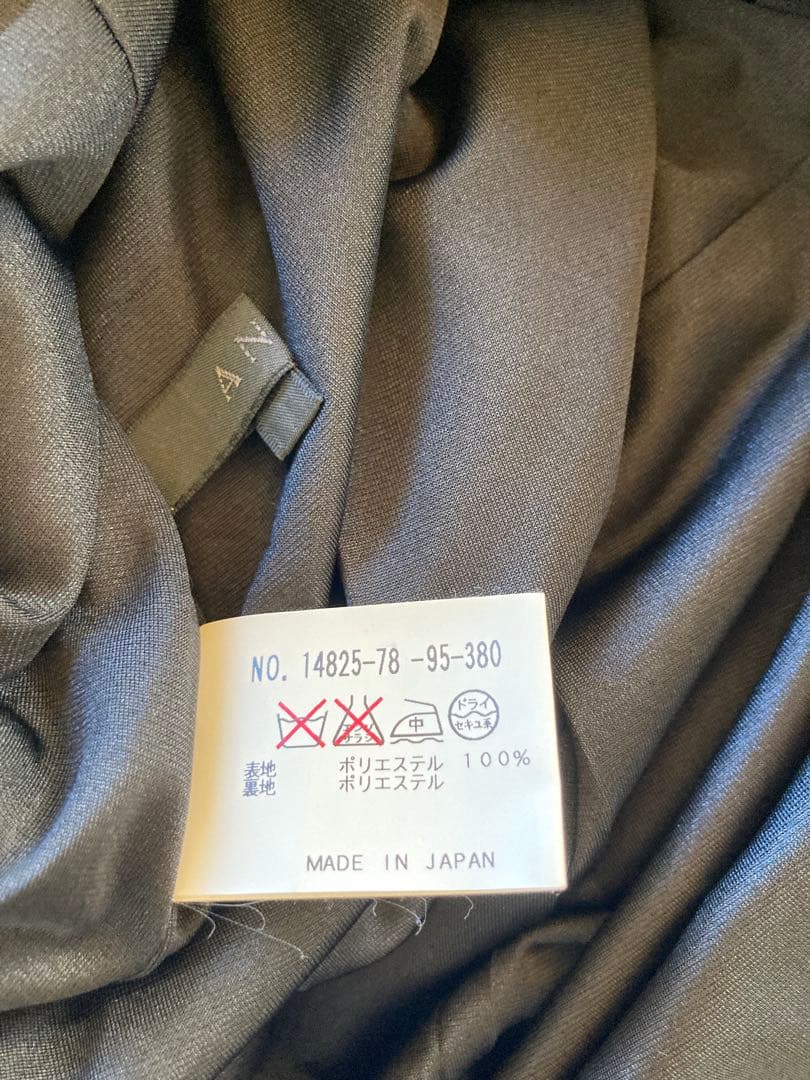 A N
NO. 14825-78 -95-380
中
ドライ
セキユ系
表地 ポリエステル 100%
裏地 ポリエステル
MADE IN JAPAN